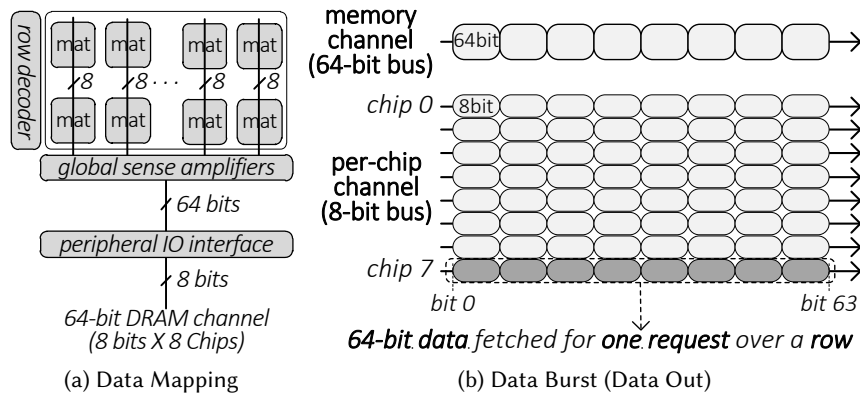 row decoder
mat mat mat mat
8 8 ··· 8 8
mat mat mat mat
global sense amplifiers
64 bits
peripheral IO interface
8 bits
64-bit DRAM channel
(8 bits X 8 Chips)
(a) Data Mapping
memory
channel
(64-bit bus)
64bit
chip 0
8bit
per-chip
channel
(8-bit bus)
chip 7
bit 0
bit 63
64-bit data fetched for one request over a row
(b) Data Burst (Data Out)